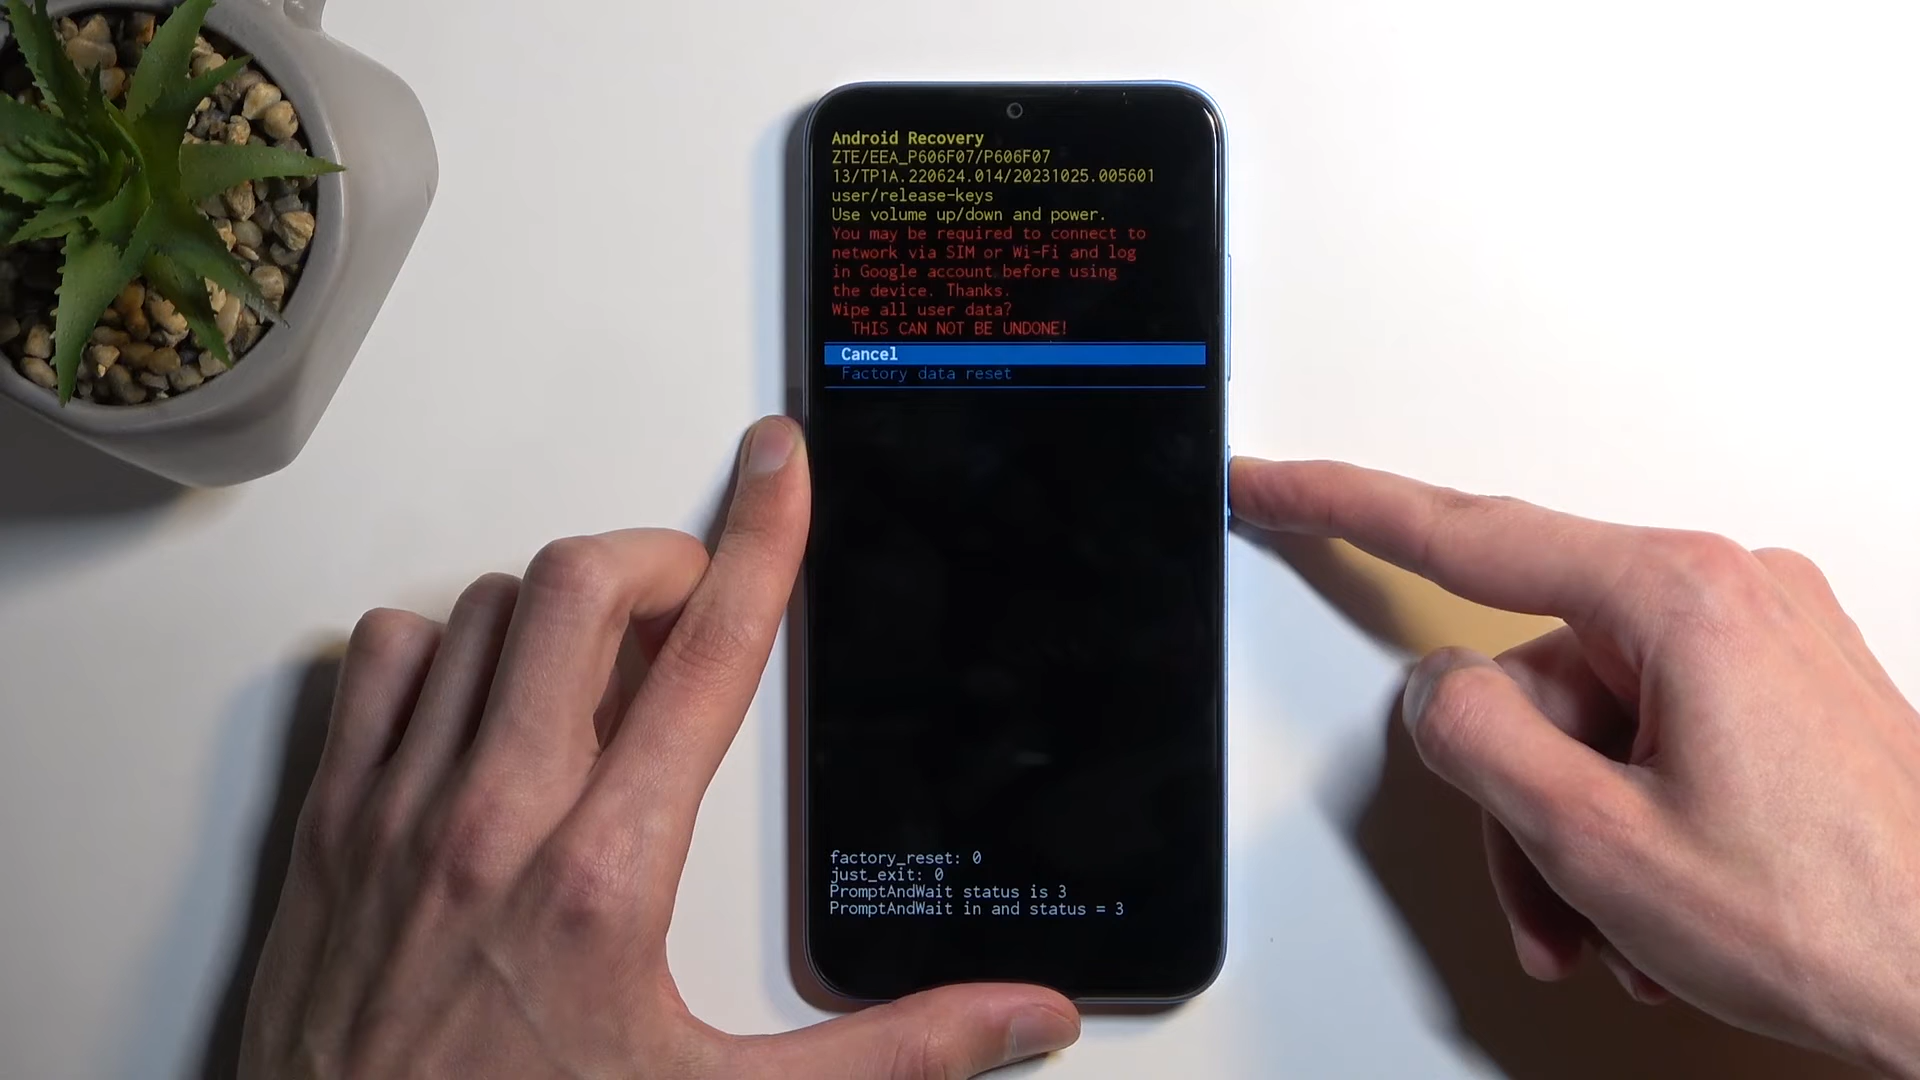 Android Recovery
ZTE/EEA_P606F07/P606F07
13/TP1A.220624.014/20231025.005601
user/release-keys
Use volume up/down and power.
You may be required to connect to
network via SIM or Wi-Fi and log
in Google account before using
the device. Thanks.
Wipe all user data?
THIS CAN NOT BE UNDONE!
Cancel
Factory data reset
factory_reset: 0
just_exit: 0
PromptAndWait status is 3
PromptAndWait in and status = 3